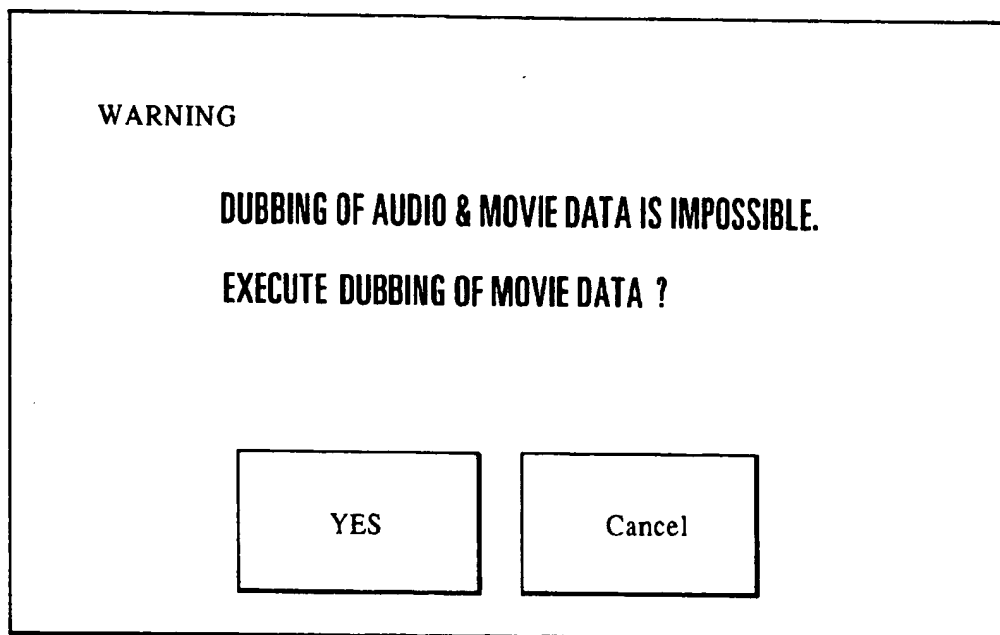 WARNING
DUBBING OF AUDIO & MOVIE DATA IS IMPOSSIBLE.
EXECUTE DUBBING OF MOVIE DATA ?
YES
Cancel